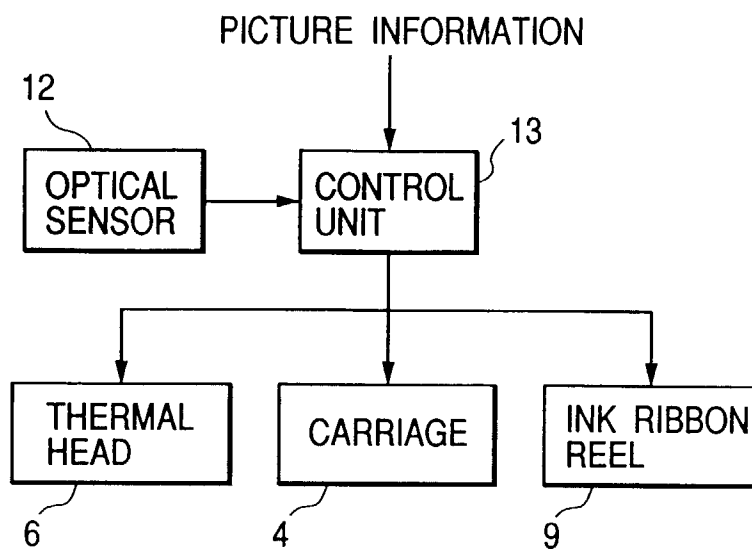 PICTURE INFORMATION
12
13
OPTICAL
SENSOR
CONTROL
UNIT
THERMAL
HEAD
CARRIAGE
INK RIBBON
REEL
6
4
9